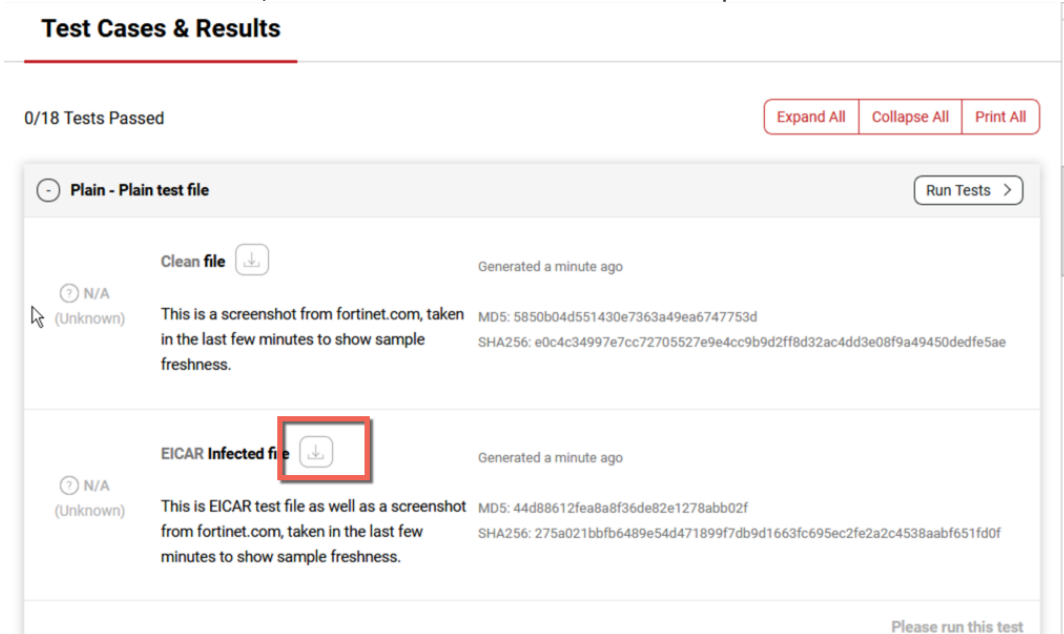 Test Cases & Results
0/18 Tests Passed
Expand All
Collapse All
Print All
- Plain - Plain test file
Run Tests >
Clean file
Generated a minute ago
? N/A
(Unknown)
This is a screenshot from fortinet.com, taken
in the last few minutes to show sample
freshness.
MD5: 5850b04d551430e7363a49ea6747753d
SHA256: e0c4c34997e7cc72705527e9e4cc9b9d2ff8d32ac4dd3e08f9a49450dedfe5ae
EICAR Infected file
Generated a minute ago
? N/A
(Unknown)
This is EICAR test file as well as a screenshot
from fortinet.com, taken in the last few
minutes to show sample freshness.
MD5: 44d88612fea8a8f36de82e1278abb02f
SHA256: 275a021bbfb6489e54d471899f7db9d1663fc695ec2fe2a2c4538aabf651fd0f
Please run this test